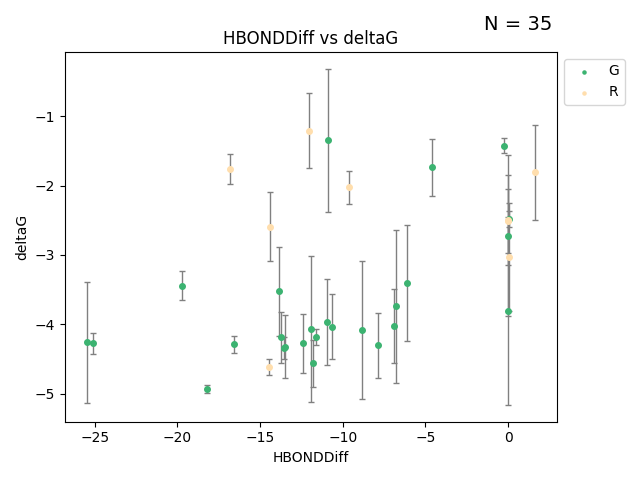 N = 35
HBONDDiff vs deltaG
G
R
−1
−2
−3
−4
−5
deltaG
−25
−20
−15
−10
−5
0
HBONDDiff